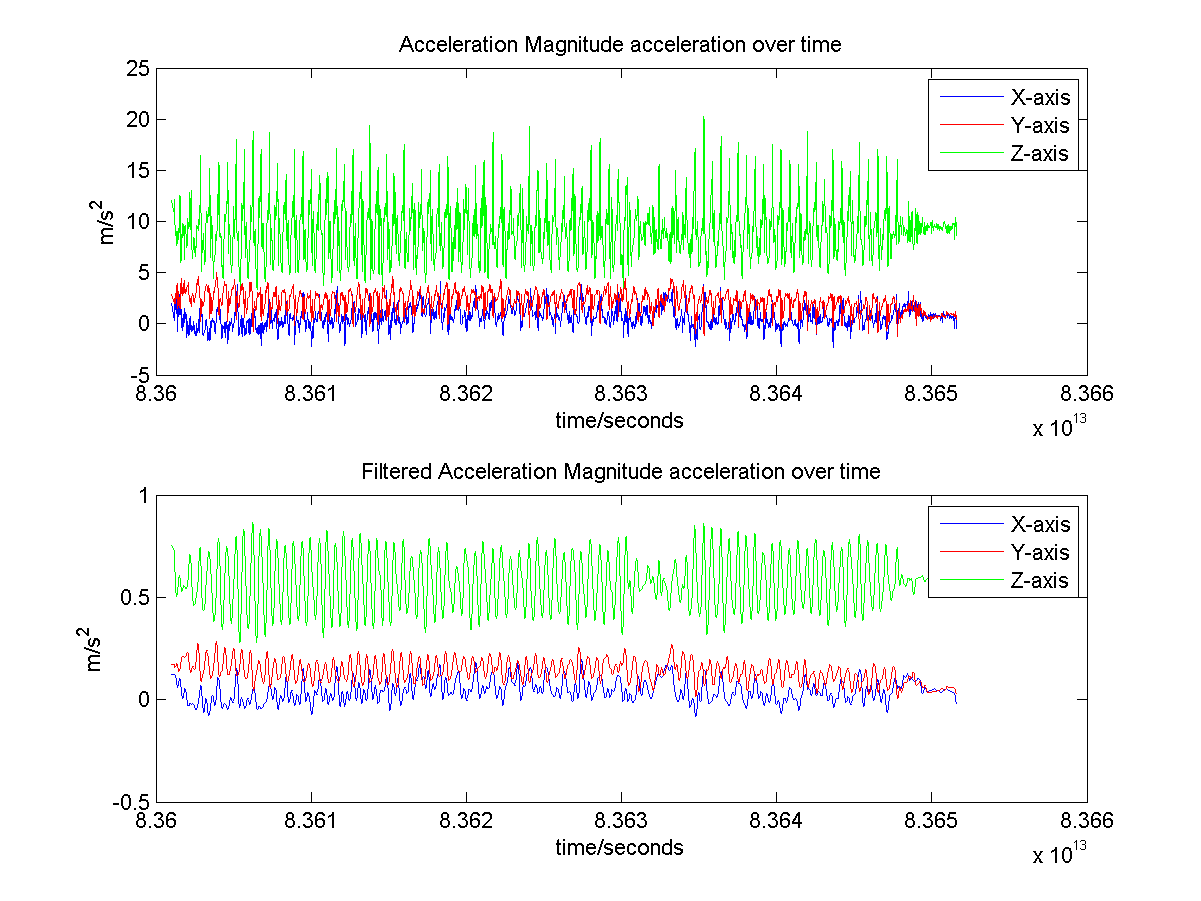 Acceleration Magnitude acceleration over time
25
20
15
10
5
0
-5
m/s²
X-axis
Y-axis
Z-axis
8.36 8.361 8.362 8.363 8.364 8.365 8.366
time/seconds
x 10¹³
Filtered Acceleration Magnitude acceleration over time
1
0.5
0
-0.5
m/s²
X-axis
Y-axis
Z-axis
8.36 8.361 8.362 8.363 8.364 8.365 8.366
time/seconds
x 10¹³